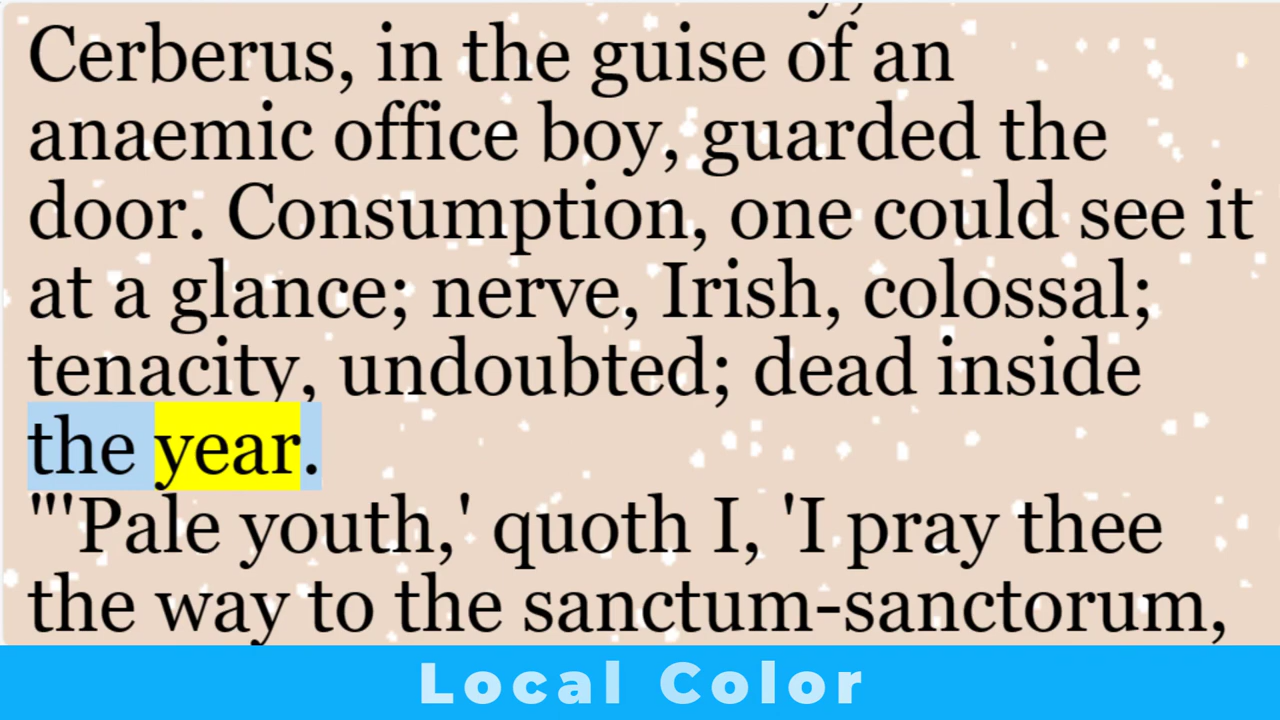 Cerberus, in the guise of an
anaemic office boy, guarded the
door. Consumption, one could see it
at a glance; nerve, Irish, colossal;
tenacity, undoubted; dead inside
the year.
"'Pale youth,' quoth I, 'I pray thee
the way to the sanctum-sanctorum,
Local Color